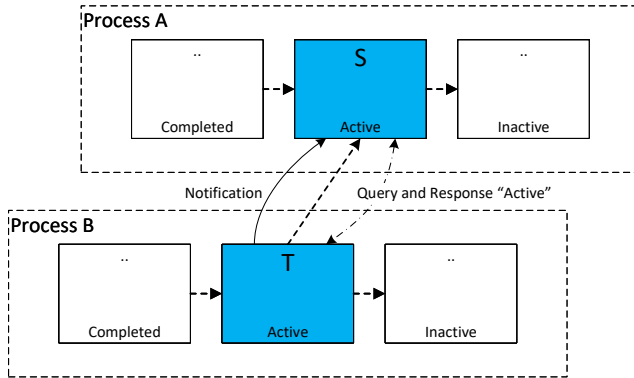 Process A
..
S
..
Completed
Active
Inactive
Notification
Query and Response “Active”
Process B
..
T
..
Completed
Active
Inactive